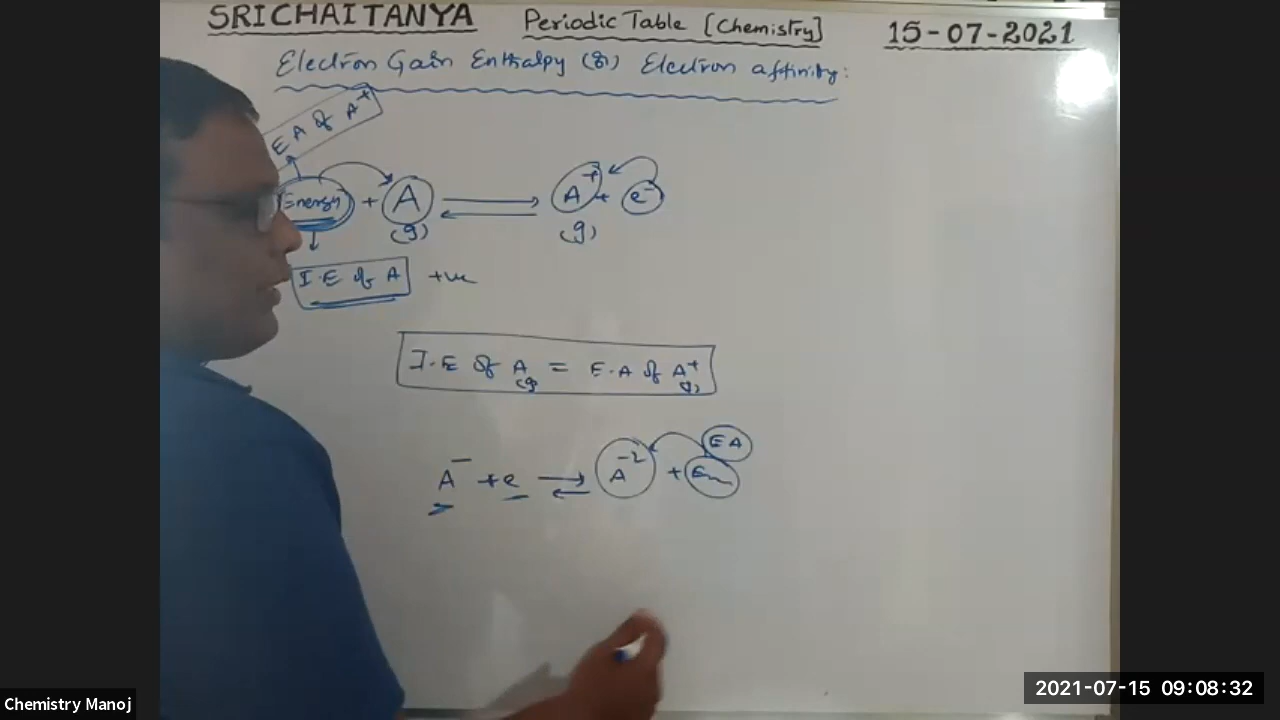 SRICHAITANYA Periodic Table [Chemistry] 15-07-2021
Electron Gain Enthalpy (or) Electron affinity:
EA of A⁺
Energy + A ⇌ A⁺ + e⁻
(g) (g)
I.E of A +ve
I.E of A(g) = E.A of A⁺(g)
EA
A⁻ + e ⇌ A⁻² +
Chemistry Manoj
2021-07-15 09:08:32